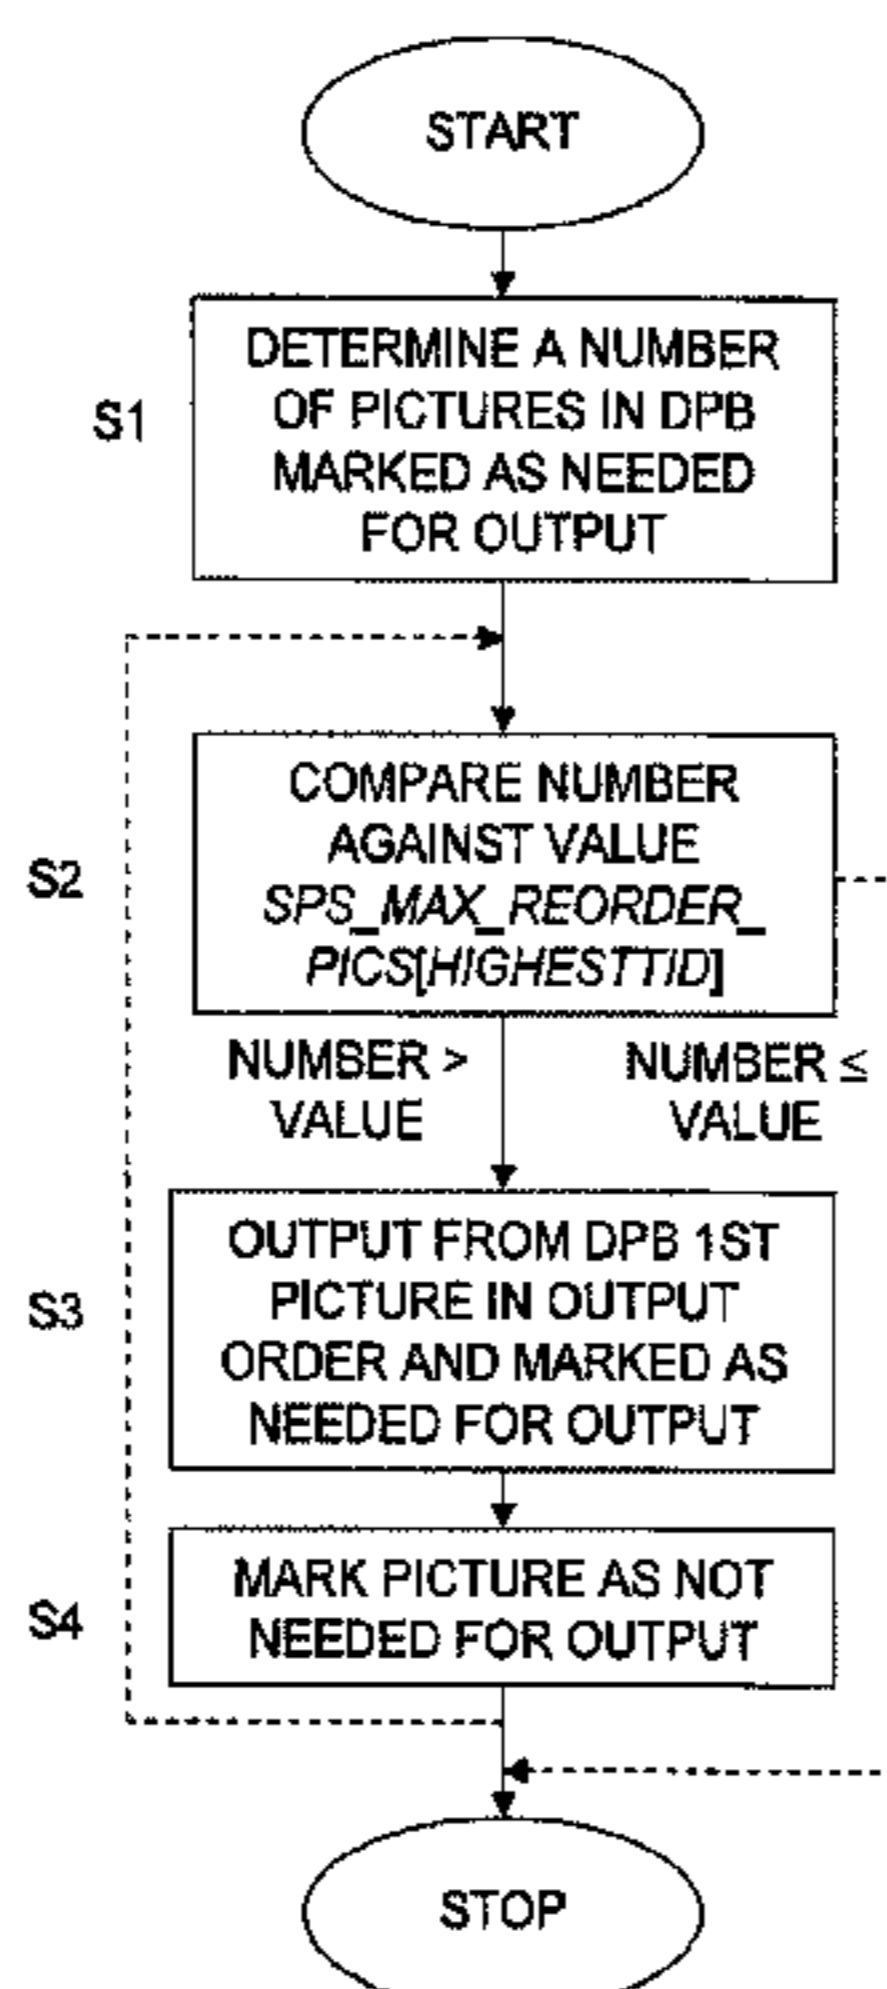 START
DETERMINE A NUMBER
OF PICTURES IN DPB
MARKED AS NEEDED
FOR OUTPUT
S1
COMPARE NUMBER
AGAINST VALUE
SPS_MAX_REORDER_
PICS[HIGHESTTID]
S2
NUMBER >
VALUE
NUMBER ≤
VALUE
OUTPUT FROM DPB 1ST
PICTURE IN OUTPUT
ORDER AND MARKED AS
NEEDED FOR OUTPUT
S3
MARK PICTURE AS NOT
NEEDED FOR OUTPUT
S4
STOP